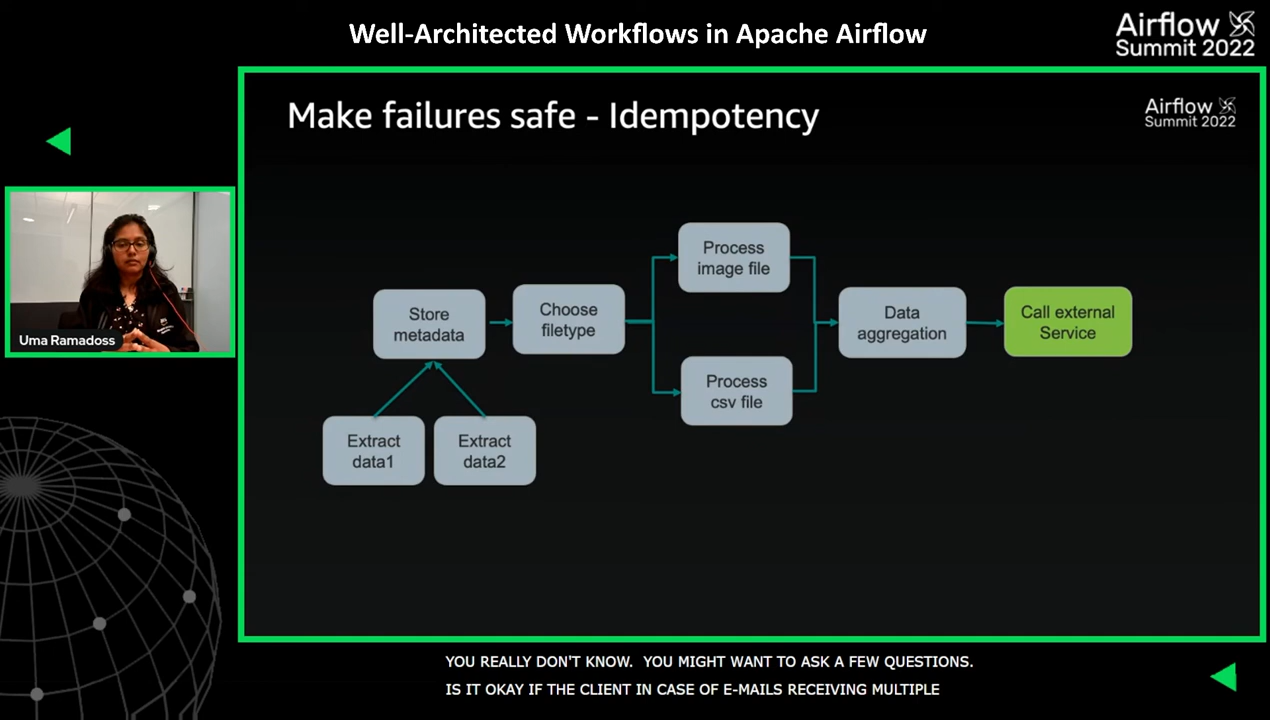 Well-Architected Workflows in Apache Airflow
Airflow
Summit 2022
Make failures safe - Idempotency
Airflow
Summit 2022
Uma Ramadoss
Process
image file
Store
metadata
Choose
filetype
Data
aggregation
Call external
Service
Process
csv file
Extract
data1
Extract
data2
YOU REALLY DON'T KNOW.  YOU MIGHT WANT TO ASK A FEW QUESTIONS.
IS IT OKAY IF THE CLIENT IN CASE OF E-MAILS RECEIVING MULTIPLE